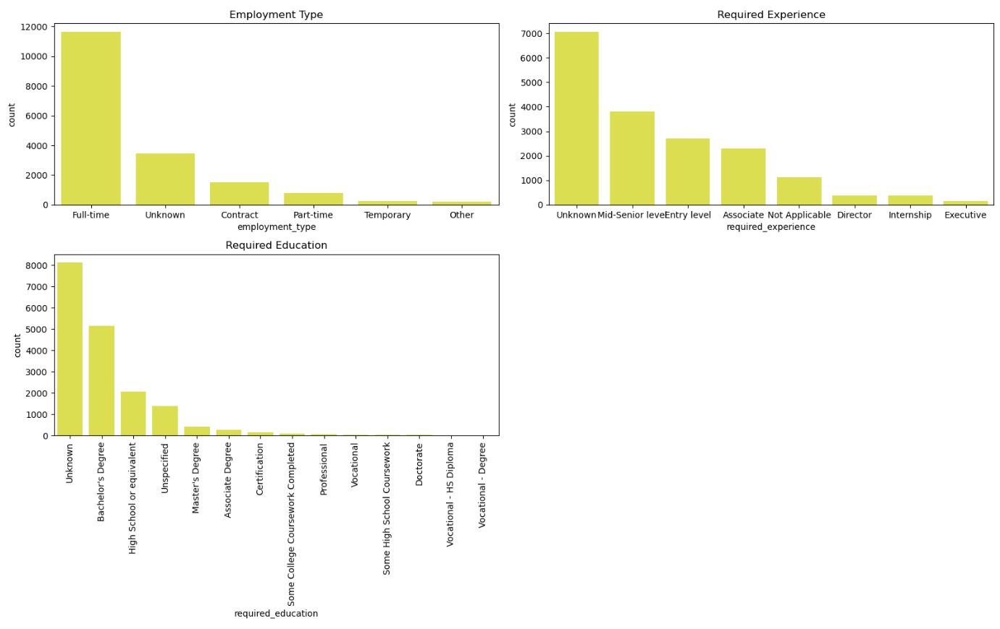 Employment Type
12000
10000
8000
6000
4000
2000
0
count
Full-time Unknown Contract Part-time Temporary Other
employment_type
Required Experience
7000
6000
5000
4000
3000
2000
1000
0
count
Unknown Mid-Senior level Entry level Associate Not Applicable Director Internship Executive
required_experience
Required Education
8000
7000
6000
5000
4000
3000
2000
1000
0
count
Unknown
Bachelor's Degree
High School or equivalent
Unspecified
Master's Degree
Associate Degree
Certification
Some College Coursework Completed
Professional
Vocational
Some High School Coursework
Doctorate
Vocational - HS Diploma
Vocational - Degree
required_education